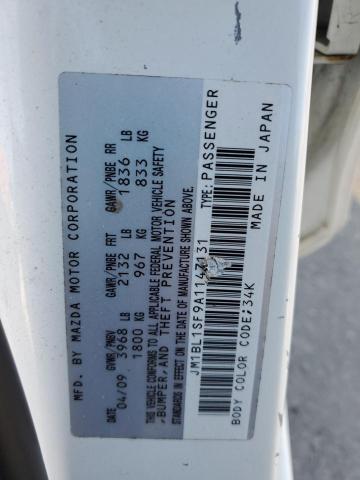 MFD. BY MAZDA MOTOR CORPORATION
DATE GVWR/PNBV GAWR/PNBE FRT GAWR/PNBE RR
04/09 3968 LB 2132 LB 1836 LB
1800 KG 967 KG 833 KG
THIS VEHICLE CONFORMS TO ALL APPLICABLE FEDERAL MOTOR VEHICLE SAFETY
,BUMPER, AND THEFT PREVENTION
STANDARDS IN EFFECT ON THE DATE OF MANUFACTURE SHOWN ABOVE.
TYPE: PASSENGER
BODY COLOR CODE;34K MADE IN JAPAN